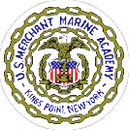 U.S. MERCHANT MARINE ACADEMY
KINGS POINT, NEW YORK